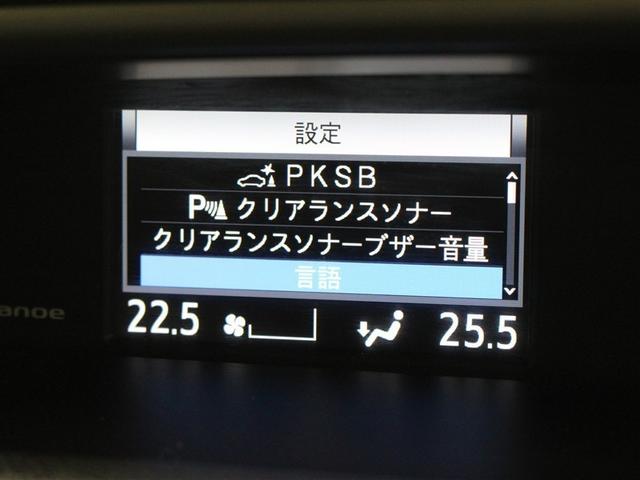 設定
PKSB
P クリアランスソナー
クリアランスソナーブザー音量
言語
22.5 25.5
anoe